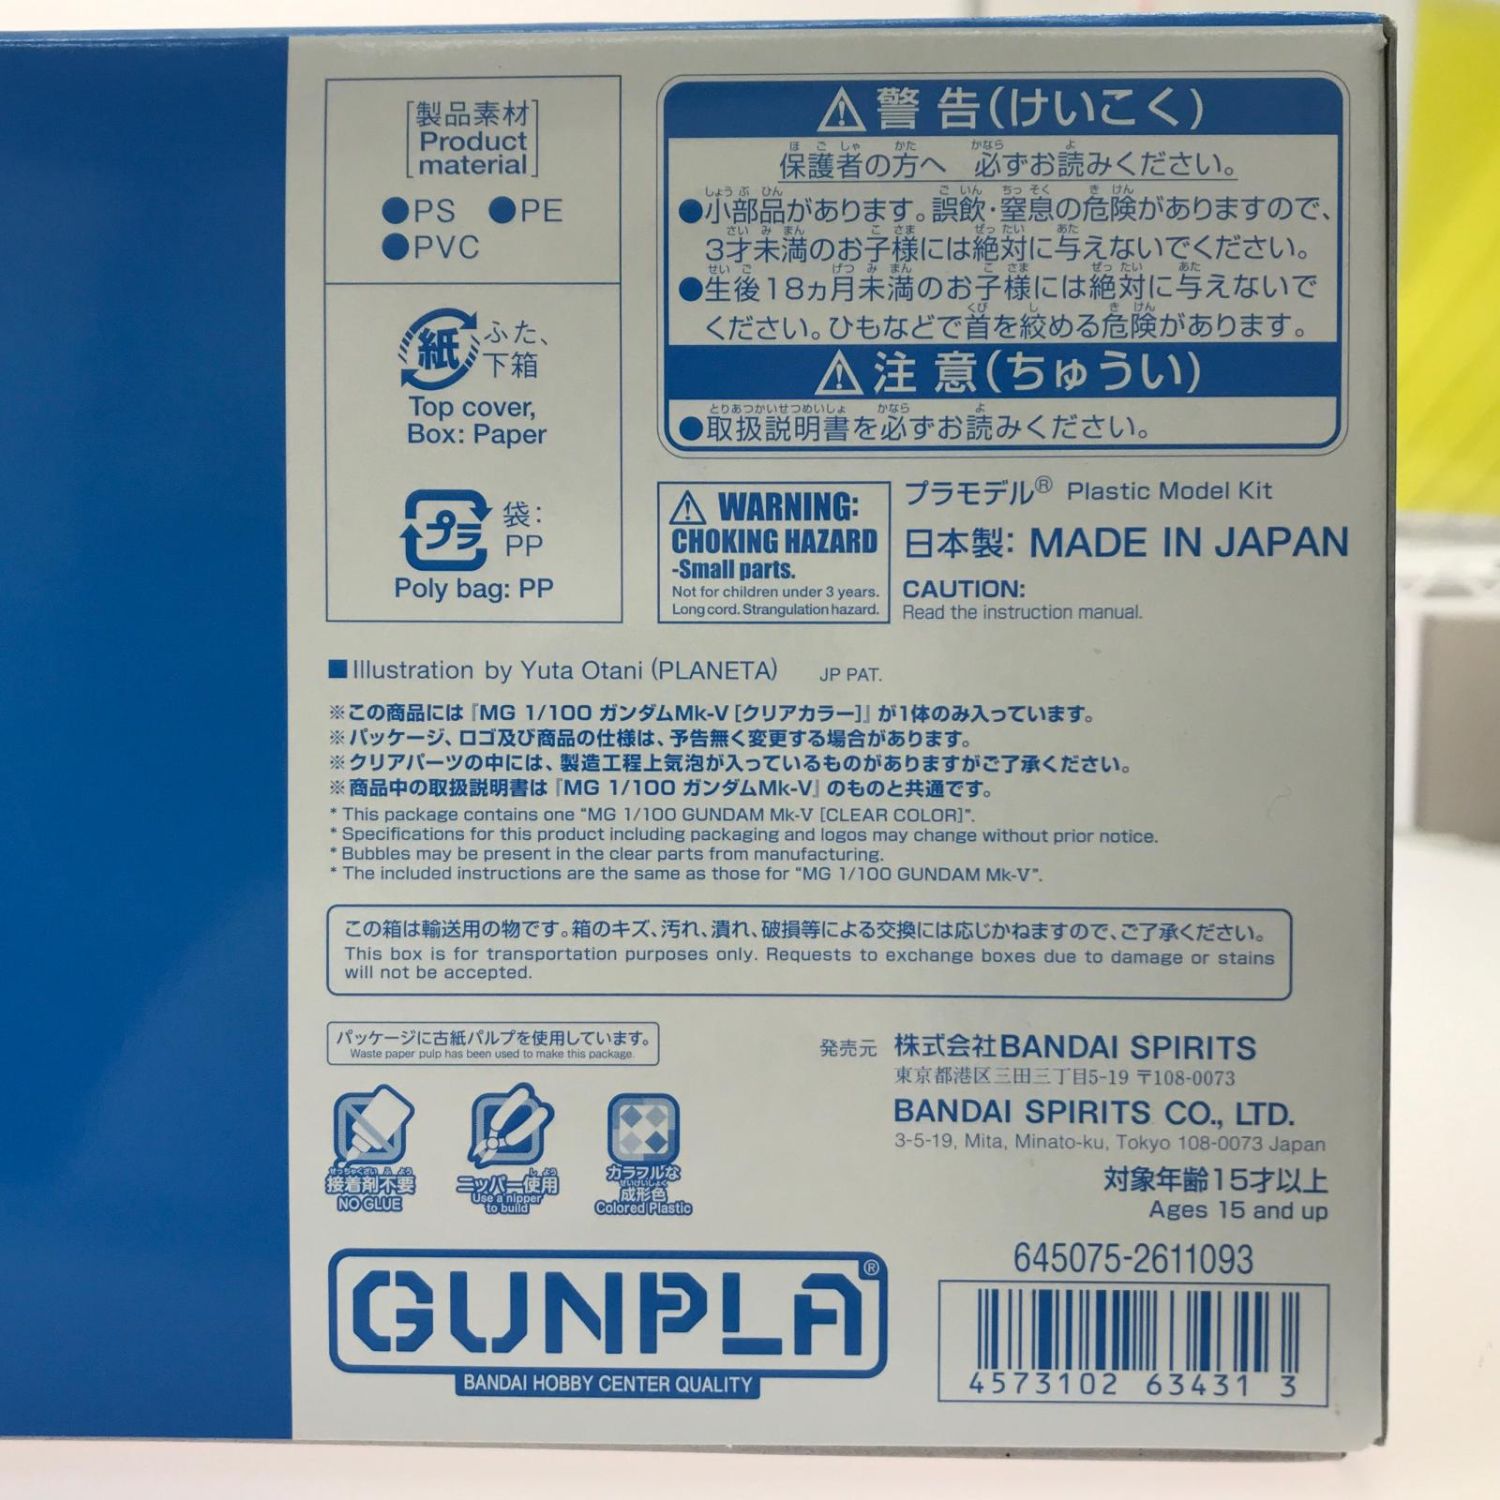 [製品素材]
Product
material
●PS ●PE
●PVC
紙 ふた、
下箱
Top cover,
Box: Paper
プラ 袋:
PP
Poly bag: PP
⚠警 告(けいこく)
保護者の方へ 必ずお読みください。
●小部品があります。誤飲・窒息の危険がありますので、
3才未満のお子様には絶対に与えないでください。
●生後18ヵ月未満のお子様には絶対に与えないで
ください。ひもなどで首を絞める危険があります。
⚠注 意(ちゅうい)
●取扱説明書を必ずお読みください。
⚠ WARNING:
CHOKING HAZARD
-Small parts.
Not for children under 3 years.
Long cord. Strangulation hazard.
プラモデル® Plastic Model Kit
日本製: MADE IN JAPAN
CAUTION:
Read the instruction manual.
■Illustration by Yuta Otani (PLANETA) JP PAT.
※この商品には『MG 1/100 ガンダムMk-V [クリアカラー]』が1体のみ入っています。
※パッケージ、ロゴ及び商品の仕様は、予告無く変更する場合があります。
※クリアパーツの中には、製造工程上気泡が入っているものがありますがご了承ください。
※商品中の取扱説明書は『MG 1/100 ガンダムMk-V』のものと共通です。
* This package contains one "MG 1/100 GUNDAM Mk-V [CLEAR COLOR]".
* Specifications for this product including packaging and logos may change without prior notice.
* Bubbles may be present in the clear parts from manufacturing.
* The included instructions are the same as those for "MG 1/100 GUNDAM Mk-V".
この箱は輸送用の物です。箱のキズ、汚れ、潰れ、破損等による交換には応じかねますので、ご了承ください。
This box is for transportation purposes only. Requests to exchange boxes due to damage or stains
will not be accepted.
パッケージに古紙パルプを使用しています。
Waste paper pulp has been used to make this package.
発売元 株式会社BANDAI SPIRITS
東京都港区三田三丁目5-19 〒108-0073
BANDAI SPIRITS CO., LTD.
3-5-19, Mita, Minato-ku, Tokyo 108-0073 Japan
接着剤不要
NO GLUE
ニッパー使用
Use a nipper
to build
カラフルな
成形色
Colored Plastic
対象年齢15才以上
Ages 15 and up
GUNPLA®
BANDAI HOBBY CENTER QUALITY
645075-2611093
4573102 63431 3